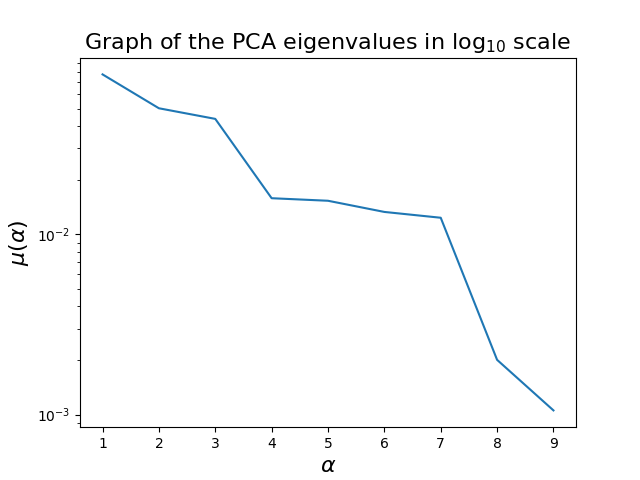 Graph of the PCA eigenvalues in log₁₀ scale
μ(α)
10⁻²
10⁻³
1 2 3 4 5 6 7 8 9
α